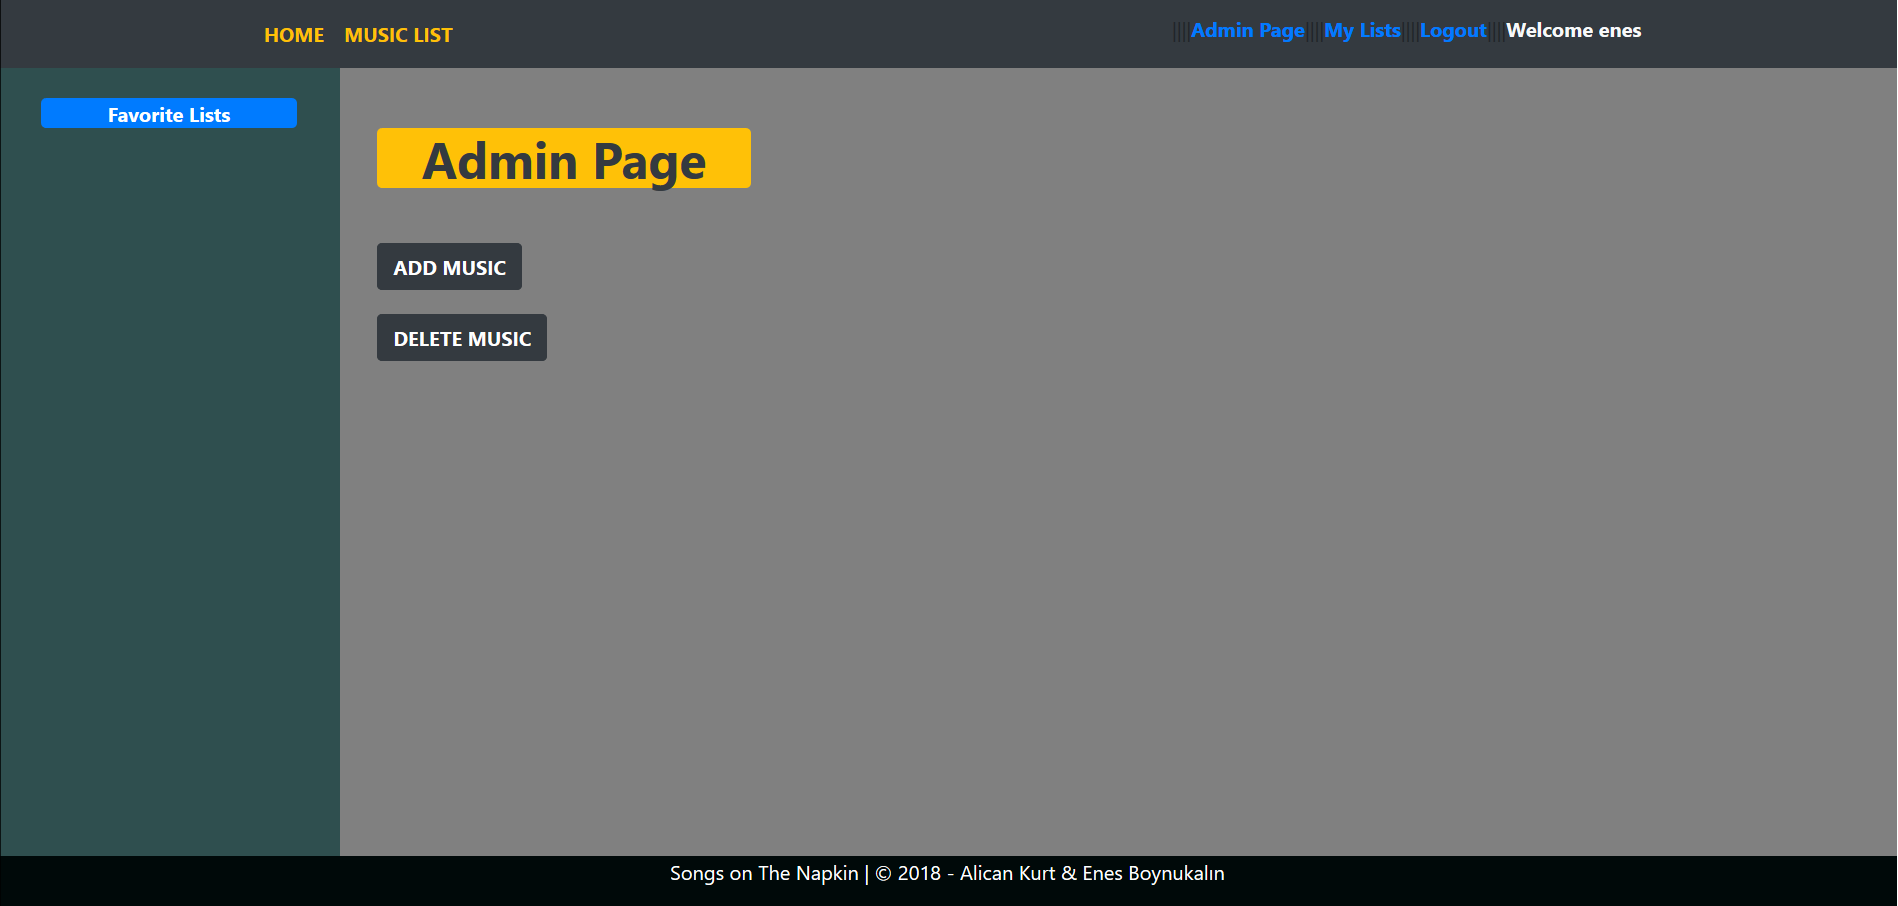 HOME MUSIC LIST
||||Admin Page||||My Lists||||Logout||||Welcome enes
Favorite Lists
Admin Page
ADD MUSIC
DELETE MUSIC
Songs on The Napkin | © 2018 - Alican Kurt & Enes Boynukalın